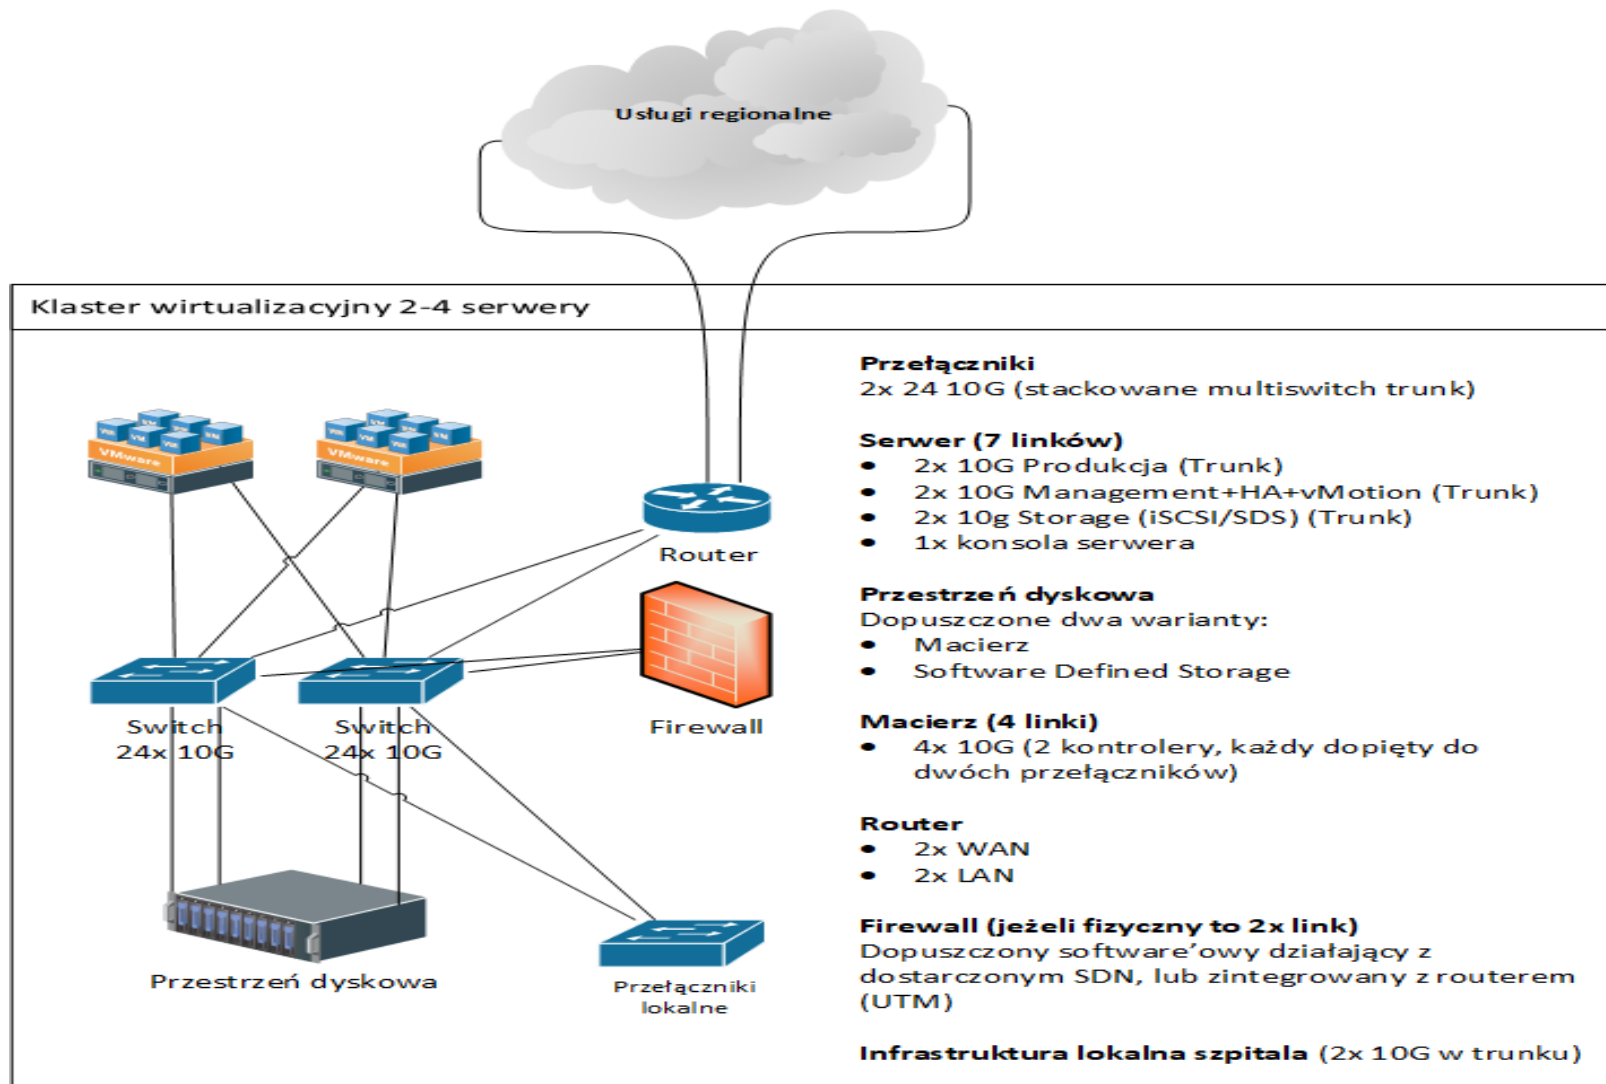 Usługi regionalne
Klaster wirtualizacyjny 2-4 serwery
VMware
VMware
Router
Firewall
Switch
24x 10G
Switch
24x 10G
Przestrzeń dyskowa
Przełączniki
lokalne
Przełączniki
2x 24 10G (stackowane multiswitch trunk)
Serwer (7 linków)
• 2x 10G Produkcja (Trunk)
• 2x 10G Management+HA+vMotion (Trunk)
• 2x 10g Storage (iSCSI/SDS) (Trunk)
• 1x konsola serwera
Przestrzeń dyskowa
Dopuszczone dwa warianty:
• Macierz
• Software Defined Storage
Macierz (4 linki)
• 4x 10G (2 kontrolery, każdy dopięty do
dwóch przełączników)
Router
• 2x WAN
• 2x LAN
Firewall (jeżeli fizyczny to 2x link)
Dopuszczony software’owy działający z
dostarczonym SDN, lub zintegrowany z routerem
(UTM)
Infrastruktura lokalna szpitala (2x 10G w trunku)